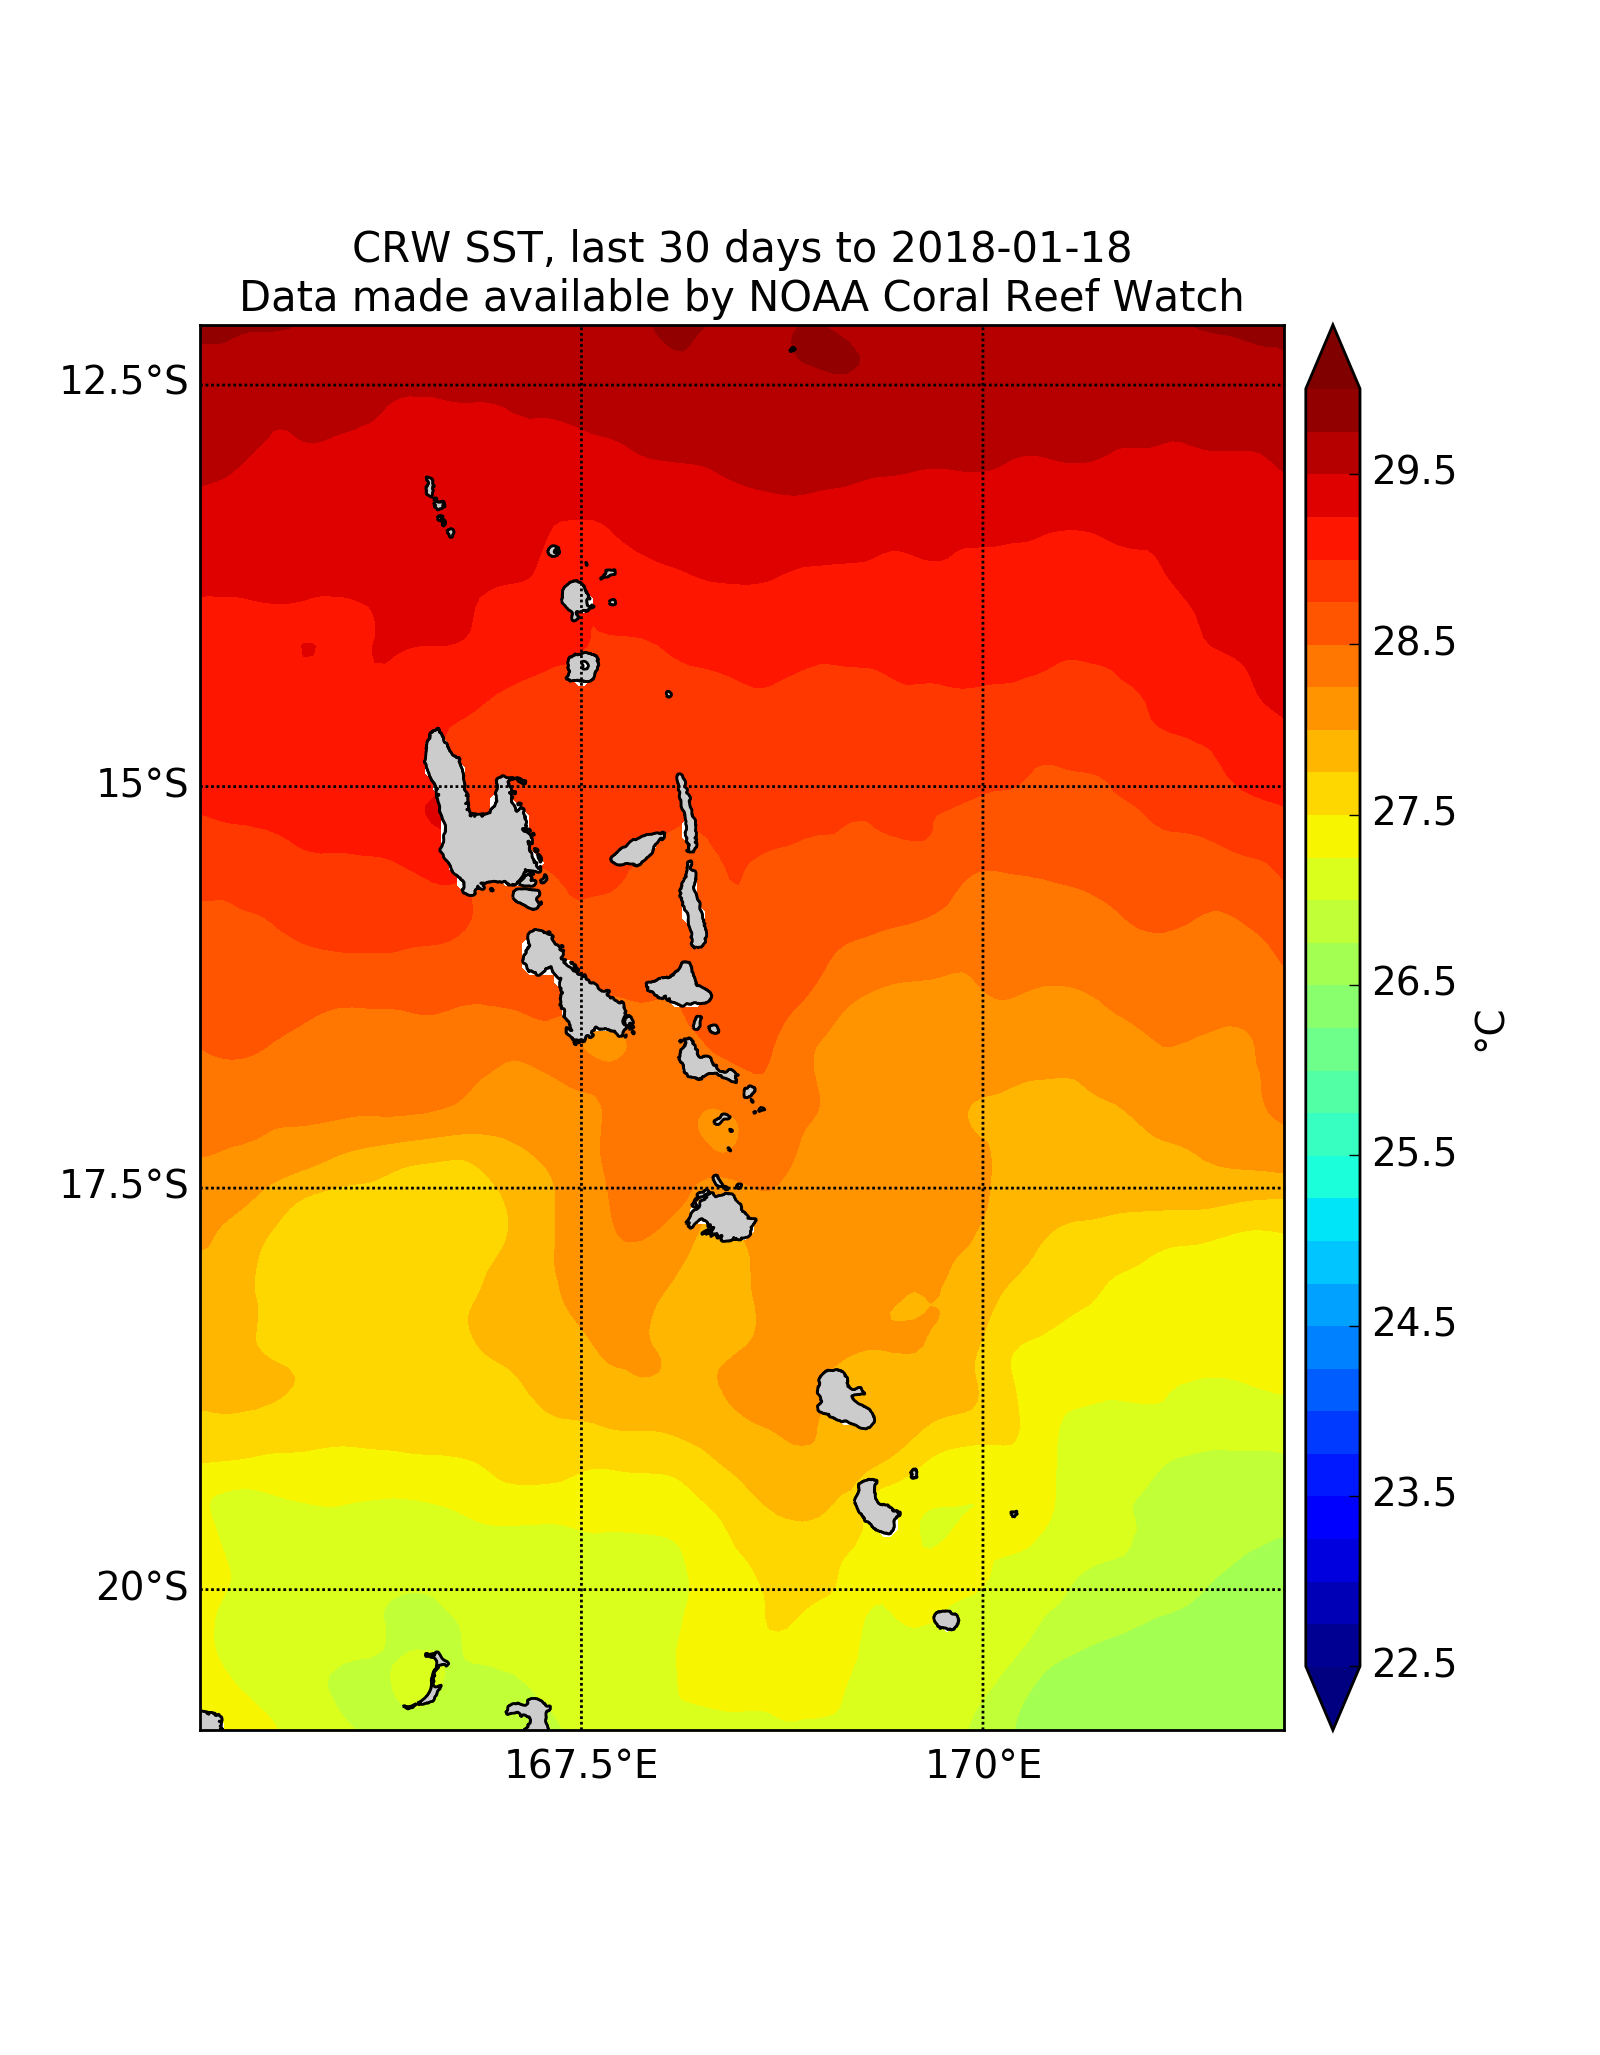 CRW SST, last 30 days to 2018-01-18
Data made available by NOAA Coral Reef Watch
12.5°S
15°S
17.5°S
20°S
167.5°E
170°E
29.5
28.5
27.5
26.5
25.5
24.5
23.5
22.5
°C